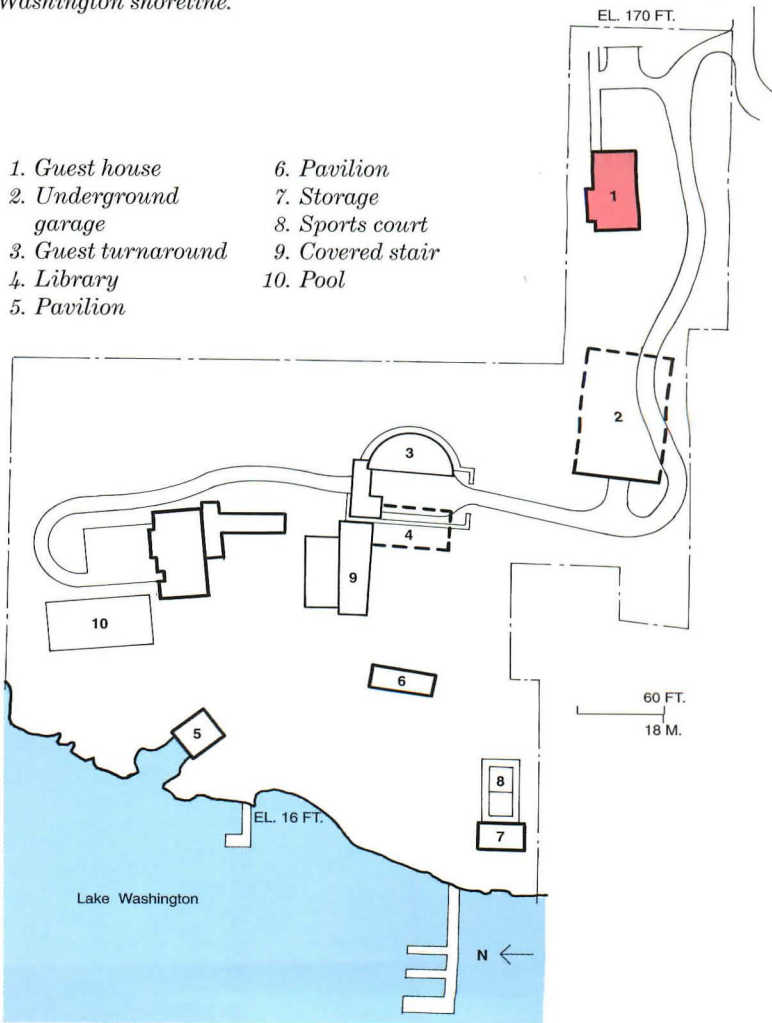 Washington shoreline.
EL. 170 FT.
1. Guest house
2. Underground
garage
3. Guest turnaround
4. Library
5. Pavilion
6. Pavilion
7. Storage
8. Sports court
9. Covered stair
10. Pool
1
2
3
4
9
10
6
5
60 FT.
18 M.
8
7
EL. 16 FT.
Lake Washington
N